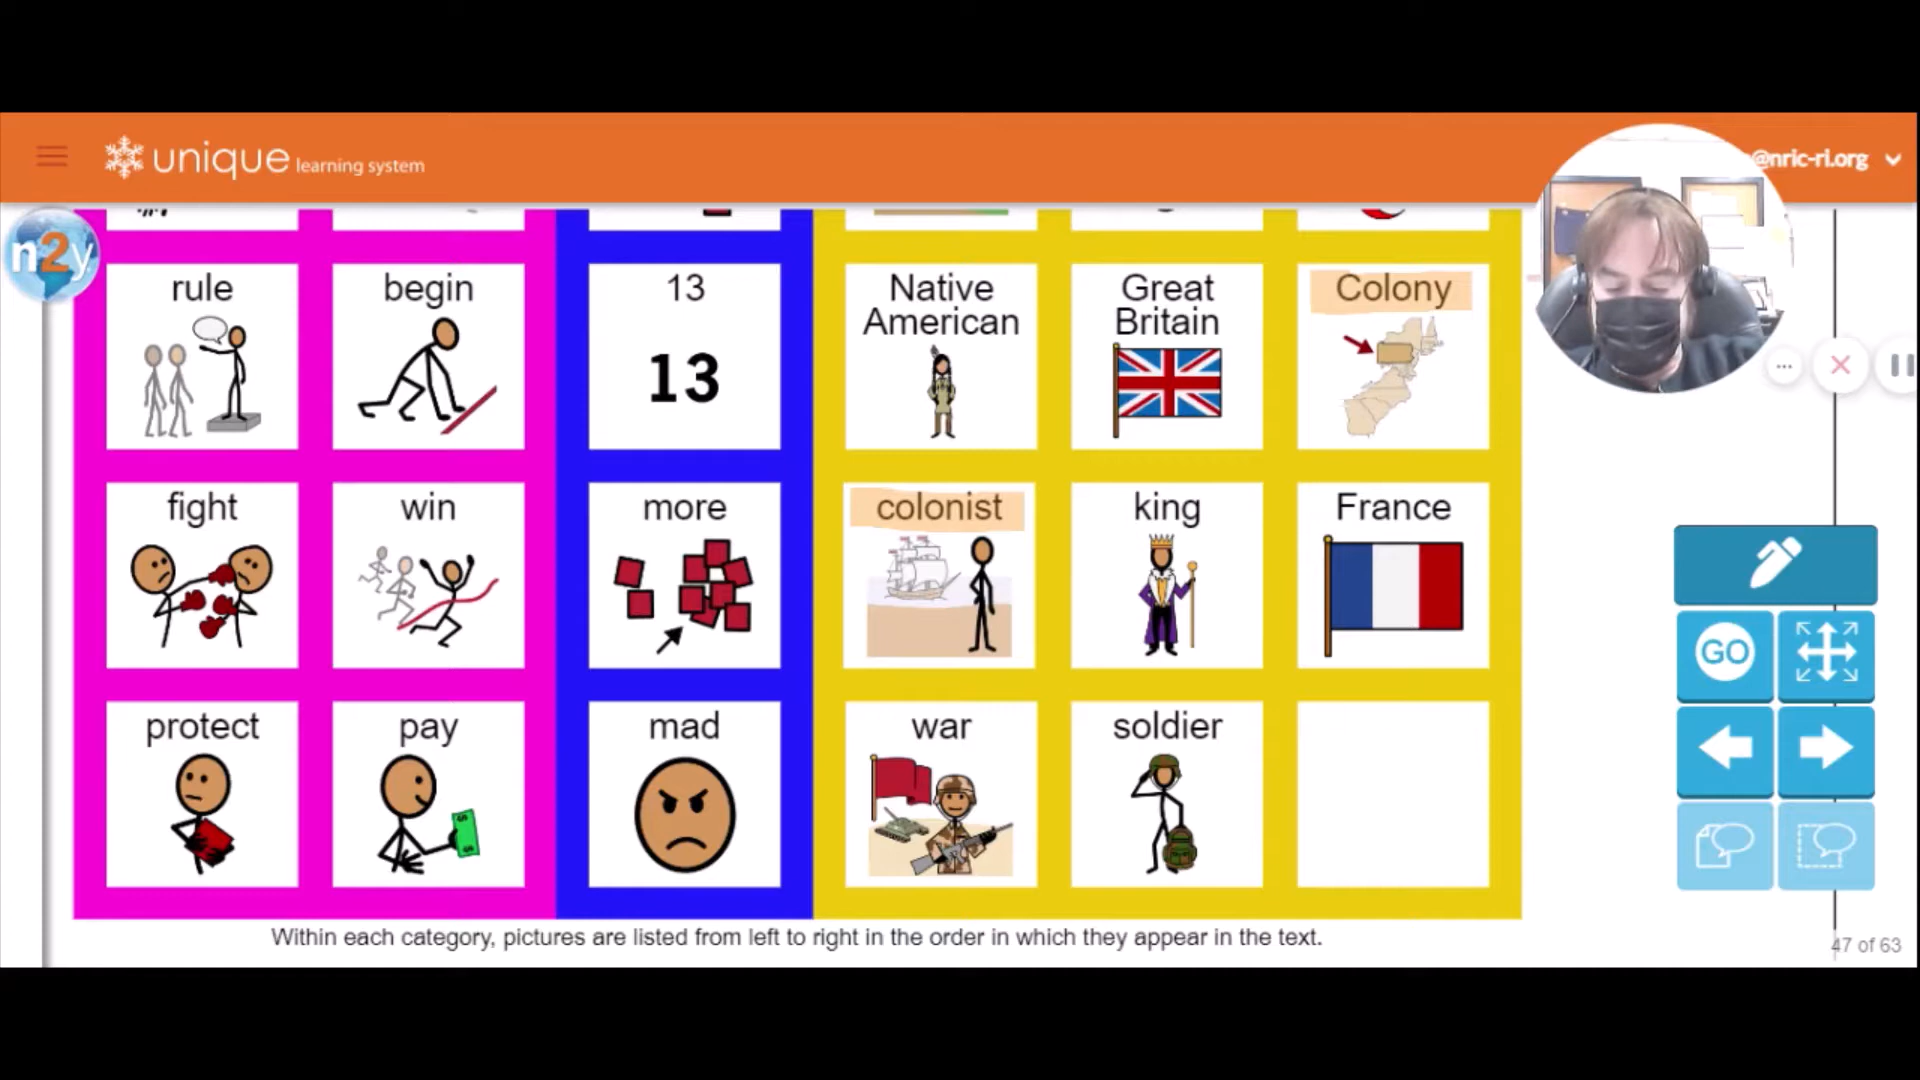 unique learning system
@nric-ri.org
n2y
rule
begin
13
Native
American
Great
Britain
Colony
13
fight
win
more
colonist
king
France
protect
pay
mad
war
soldier
GO
Within each category, pictures are listed from left to right in the order in which they appear in the text.
47 of 63